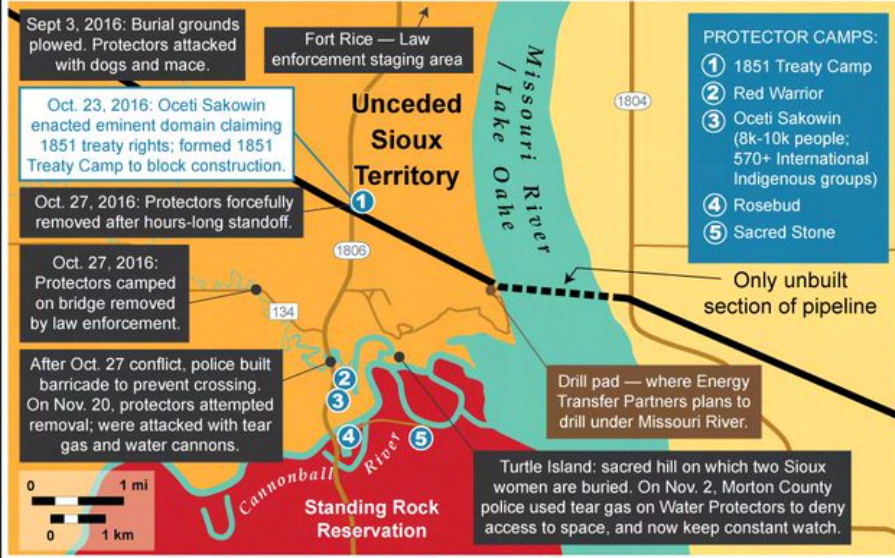 Sept 3, 2016: Burial grounds
plowed. Protectors attacked
with dogs and mace.
Fort Rice — Law
enforcement staging area
Oct. 23, 2016: Oceti Sakowin
enacted eminent domain claiming
1851 treaty rights; formed 1851
Treaty Camp to block construction.
Oct. 27, 2016: Protectors forcefully
removed after hours-long standoff.
Oct. 27, 2016:
Protectors camped
on bridge removed
by law enforcement.
After Oct. 27 conflict, police built
barricade to prevent crossing.
On Nov. 20, protectors attempted
removal; were attacked with tear
gas and water cannons.
Unceded
Sioux
Territory
Missouri River
/ Lake Oahe
1804
1806
134
1
2
3
4
5
PROTECTOR CAMPS:
1 1851 Treaty Camp
2 Red Warrior
3 Oceti Sakowin
(8k-10k people;
570+ International
Indigenous groups)
4 Rosebud
5 Sacred Stone
Only unbuilt
section of pipeline
Drill pad — where Energy
Transfer Partners plans to
drill under Missouri River.
Turtle Island: sacred hill on which two Sioux
women are buried. On Nov. 2, Morton County
police used tear gas on Water Protectors to deny
access to space, and now keep constant watch.
Cannonball River
Standing Rock
Reservation
0 1 mi
0 1 km